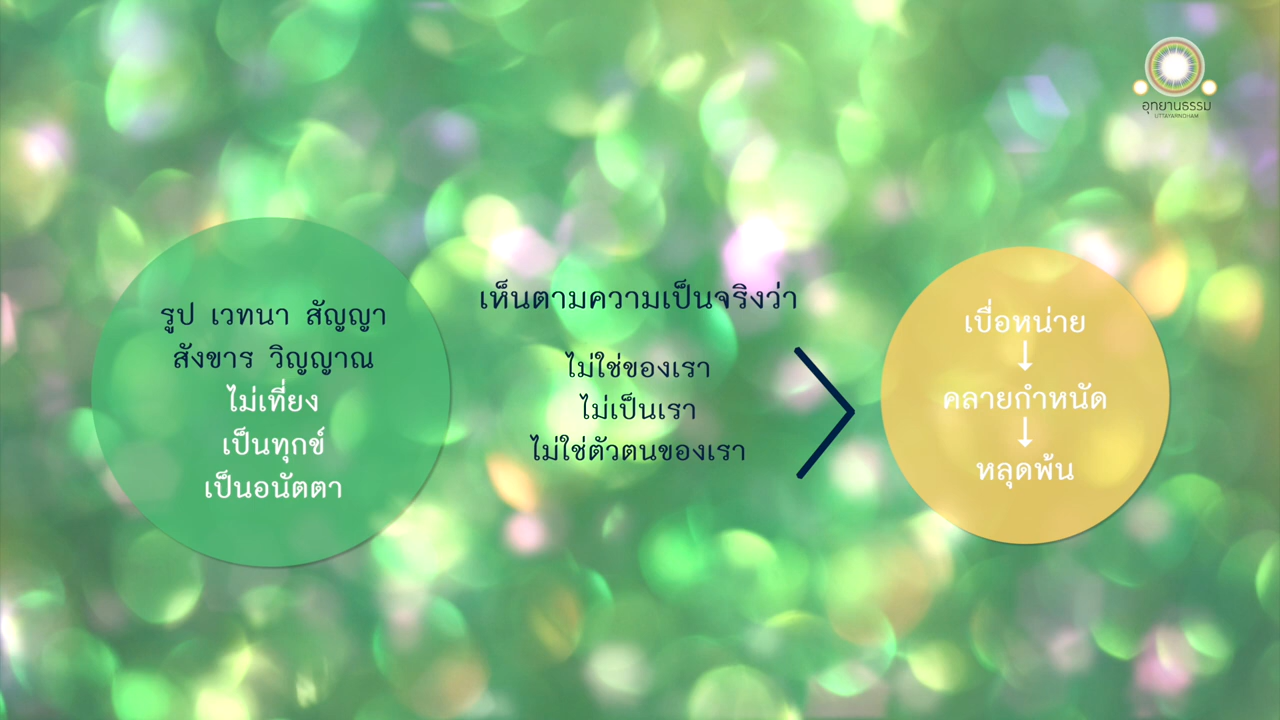 อุทยานธรรม
UTTAYARNDHAM
รูป เวทนา สัญญา
สังขาร วิญญาณ
ไม่เที่ยง
เป็นทุกข์
เป็นอนัตตา
เห็นตามความเป็นจริงว่า
ไม่ใช่ของเรา
ไม่เป็นเรา
ไม่ใช่ตัวตนของเรา
เบื่อหน่าย
คลายกำหนัด
หลุดพ้น